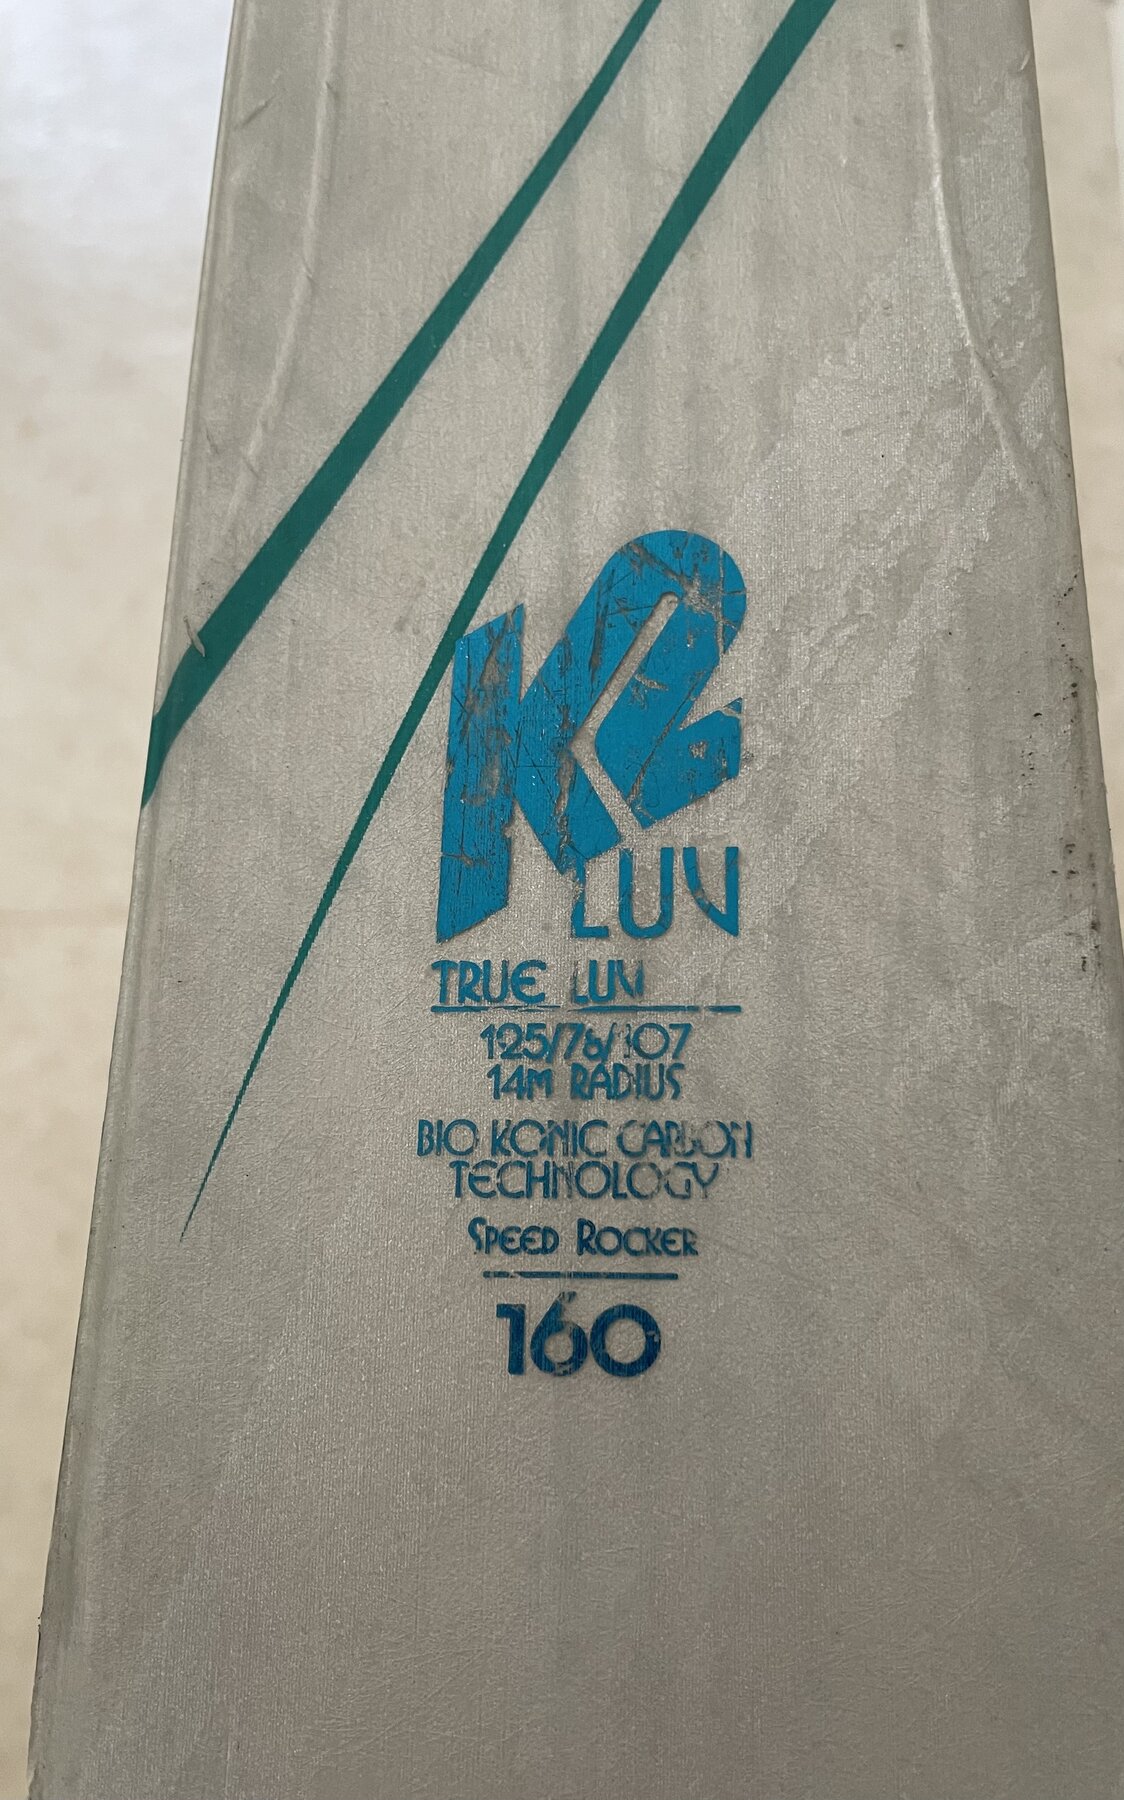 K2
LUV
TRUE LUV
125/76/107
14M RADIUS
BIO KONIC CARBON
TECHNOLOGY
SPEED ROCKER
160